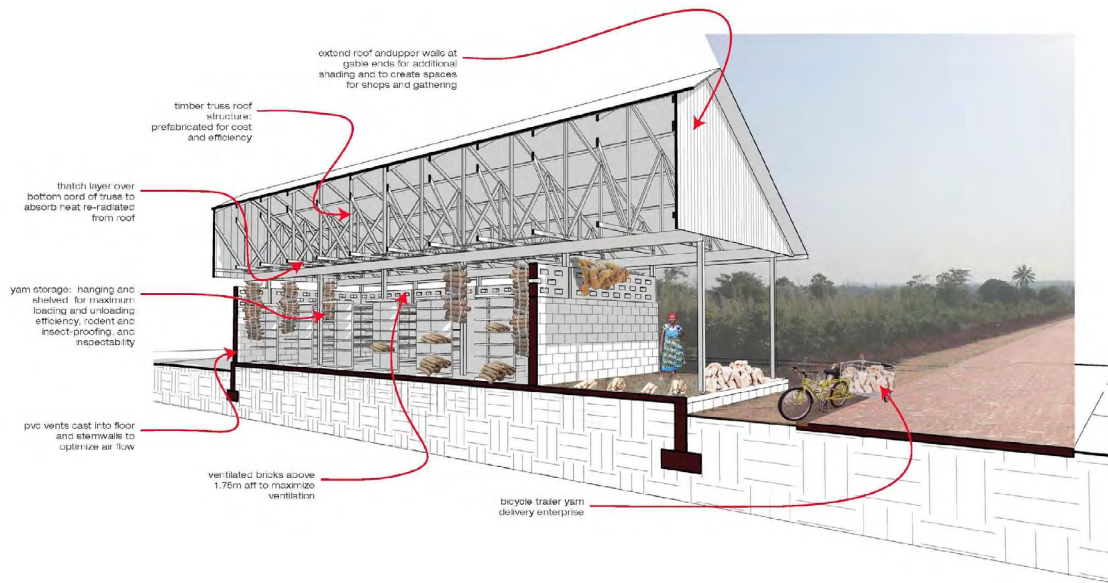 extend roof andupper walls at
gable ends for additional
shading and to create spaces
for shops and gathering
timber truss roof
structure:
prefabricated for cost
and efficiency
thatch layer over
bottom cord of truss to
absorb heat re-radiated
from roof
yam storage: hanging and
shelved for maximum
loading and unloading
efficiency, rodent and
insect-proofing, and
inspectability
pvc vents cast into floor
and stemwalls to
optimize air flow
ventilated bricks above
1.75m aff to maximize
ventilation
bicycle trailer yam
delivery enterprise